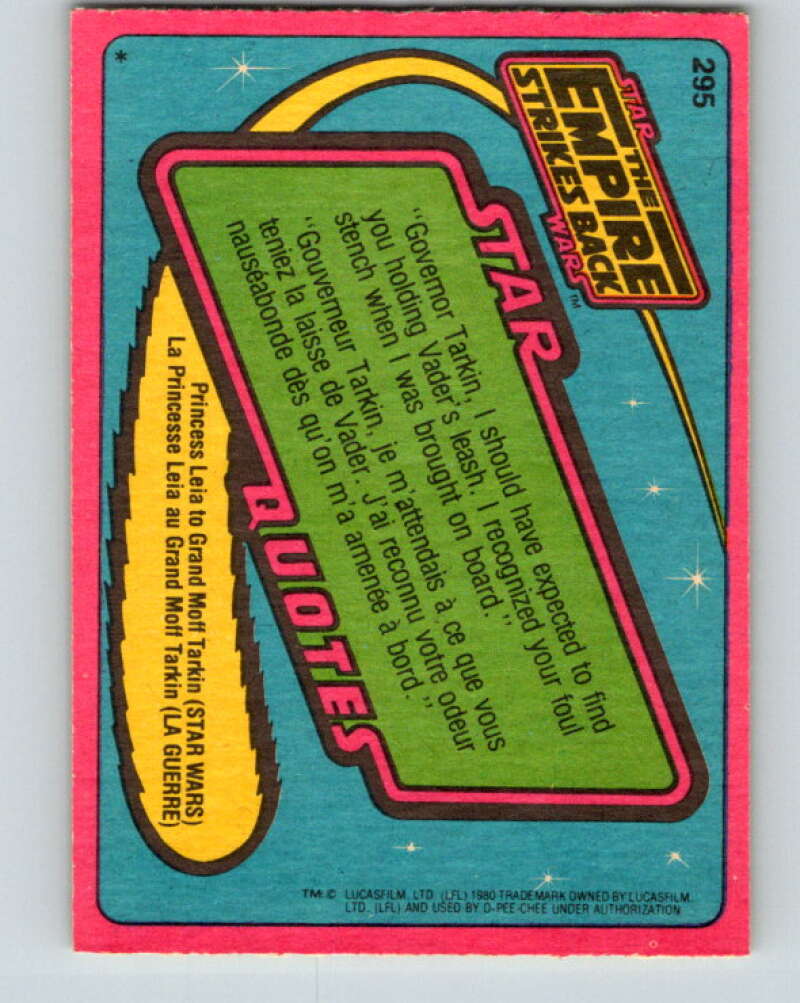 295
STAR
THE
EMPIRE
STRIKES BACK
WARS
TM
*
STAR
"Governor Tarkin, I should have expected to find
you holding Vader's leash. I recognized your foul
stench when I was brought on board."
"Gouverneur Tarkin, je m'attendais à ce que vous
teniez la laisse de Vader. J'ai reconnu votre odeur
nauséabonde dès qu'on m'a amenée à bord."
QUOTES
Princess Leia to Grand Moff Tarkin (STAR WARS)
La Princesse Leia au Grand Moff Tarkin (LA GUERRE)
TM: © LUCASFILM, LTD. (LFL) 1980 TRADEMARK OWNED BY LUCASFILM,
LTD. (LFL) AND USED BY O-PEE-CHEE UNDER AUTHORIZATION